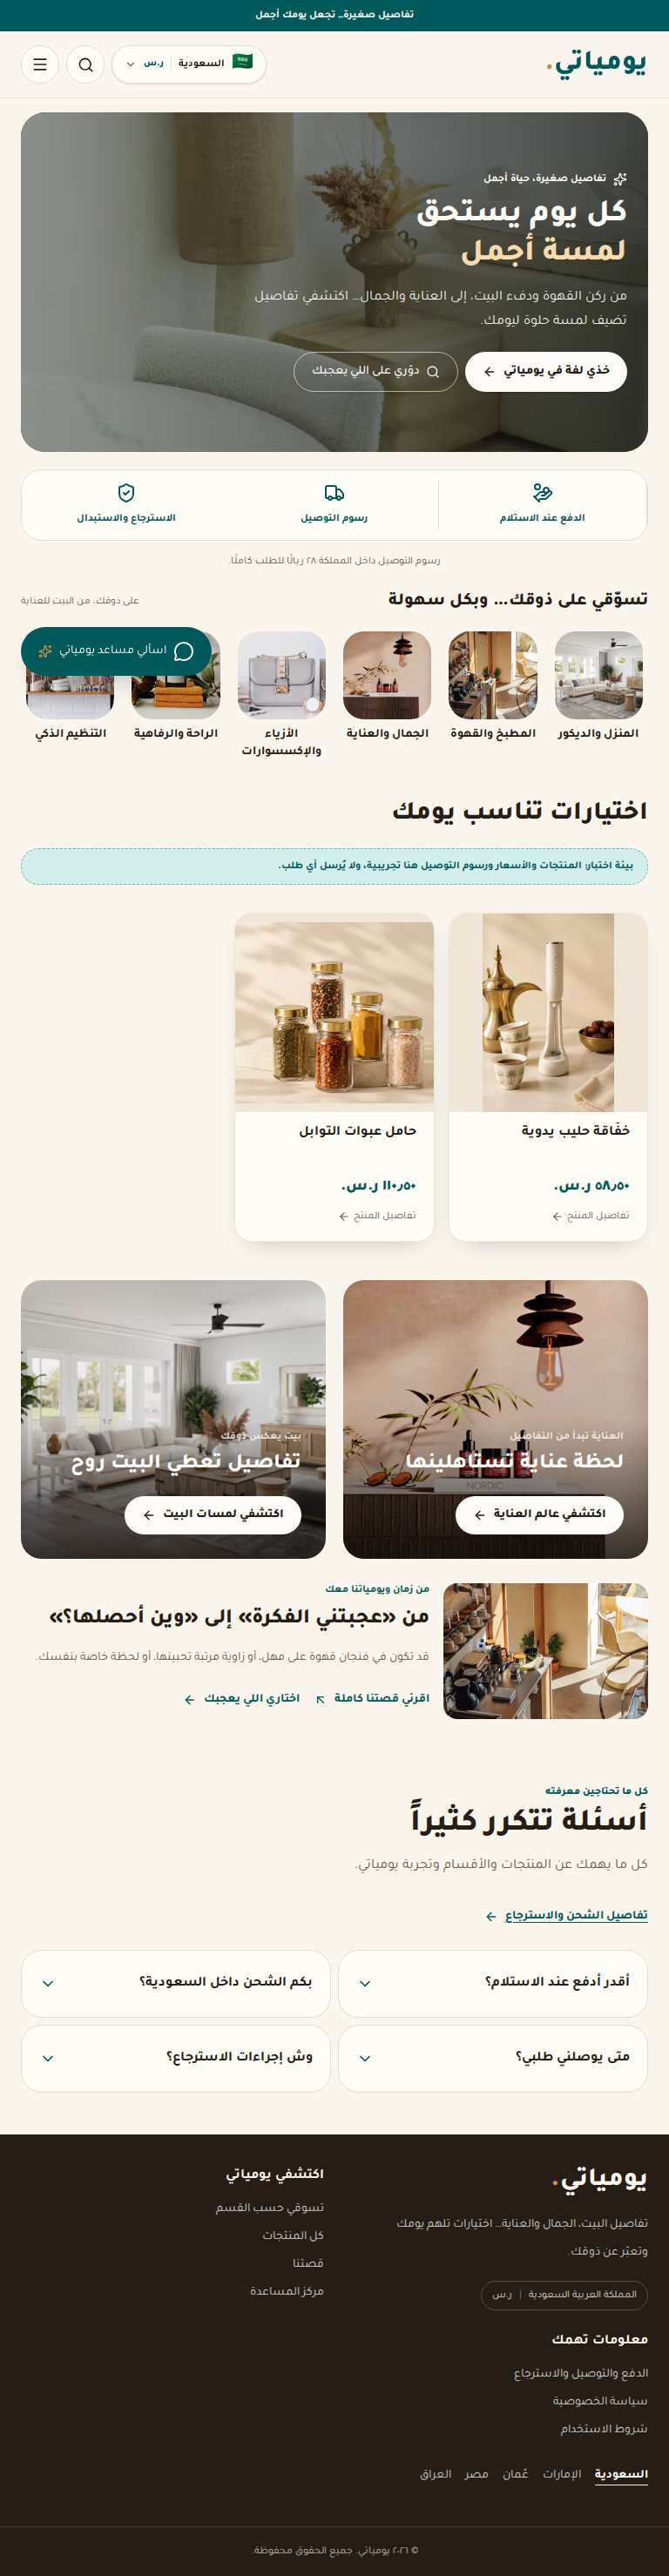 تفاصيل صغيرة… تجعل يومك أجمل
يومياتي.
السعودية
ر.س
تفاصيل صغيرة، حياة أجمل
كل يوم يستحق
لمسة أجمل
من ركن القهوة ودفء البيت، إلى العناية والجمال… اكتشفي تفاصيل
تضيف لمسة حلوة ليومك.
خذي لفة في يومياتي
دوّري على اللي يعجبك
الدفع عند الاستلام
رسوم التوصيل
الاسترجاع والاستبدال
رسوم التوصيل داخل المملكة ٢٨ ريالًا للطلب كاملًا.
تسوّقي على ذوقك… وبكل سهولة
على ذوقك، من البيت للعناية
اسألي مساعد يومياتي
المنزل والديكور
المطبخ والقهوة
الجمال والعناية
الأزياء
والإكسسوارات
الراحة والرفاهية
التنظيم الذكي
اختيارات تناسب يومك
بيئة اختبار: المنتجات والأسعار ورسوم التوصيل هنا تجريبية، ولا يُرسل أي طلب.
خفّاقة حليب يدوية
٥٨٫٥٠ ر.س.
تفاصيل المنتج
حامل عبوات التوابل
١١٠٫٥٠ ر.س.
تفاصيل المنتج
العناية تبدأ من التفاصيل
لحظة عناية تستاهلينها
NORDIC
اكتشفي عالم العناية
بيت يعكس ذوقك
تفاصيل تعطي البيت روح
اكتشفي لمسات البيت
من زمان ويومياتنا معك
من «عجبتني الفكرة» إلى «وين أحصلها؟»
قد تكون في فنجان قهوة على مهل، أو زاوية مرتبة تحبينها، أو لحظة خاصة بنفسك.
اقرئي قصتنا كاملة
اختاري اللي يعجبك
كل ما تحتاجين معرفته
أسئلة تتكرر كثيراً
كل ما يهمك عن المنتجات والأقسام وتجربة يومياتي.
تفاصيل الشحن والاسترجاع
أقدر أدفع عند الاستلام؟
بكم الشحن داخل السعودية؟
متى يوصلني طلبي؟
وش إجراءات الاسترجاع؟
يومياتي.
تفاصيل البيت، الجمال والعناية… اختيارات تلهم يومك
وتعبّر عن ذوقك.
المملكة العربية السعودية | ر.س
اكتشفي يومياتي
تسوقي حسب القسم
كل المنتجات
قصتنا
مركز المساعدة
معلومات تهمك
الدفع والتوصيل والاسترجاع
سياسة الخصوصية
شروط الاستخدام
السعودية
الإمارات
عُمان
مصر
العراق
© ٢٠٢٦ يومياتي. جميع الحقوق محفوظة.